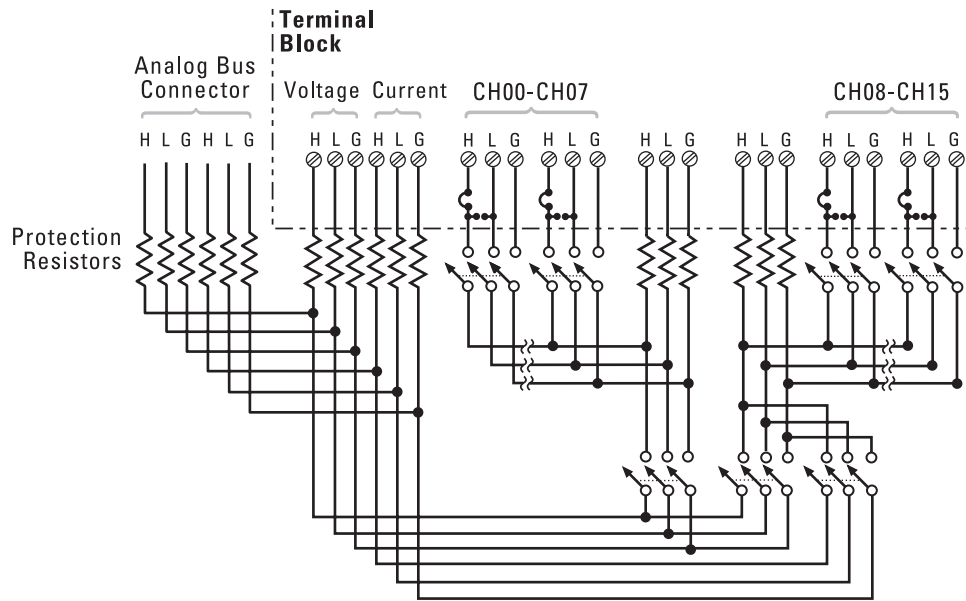 Terminal
Block
Analog Bus
Connector
Voltage Current CH00-CH07 CH08-CH15
H L G H L G H L G H L G H L G H L G H L G H L G H L G H L G
Protection
Resistors